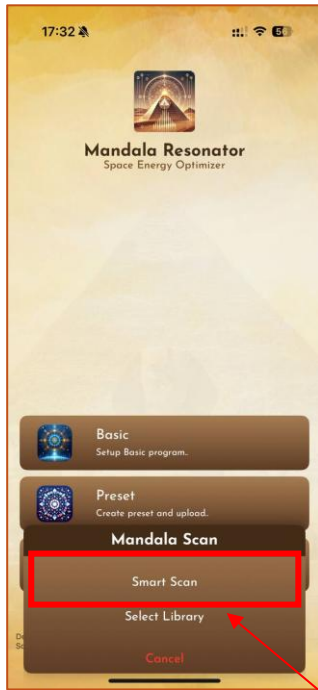 17:32
56
Mandala Resonator
Space Energy Optimizer
Basic
Setup Basic program.
Preset
Create preset and upload.
Mandala Scan
Smart Scan
Select Library
Cancel